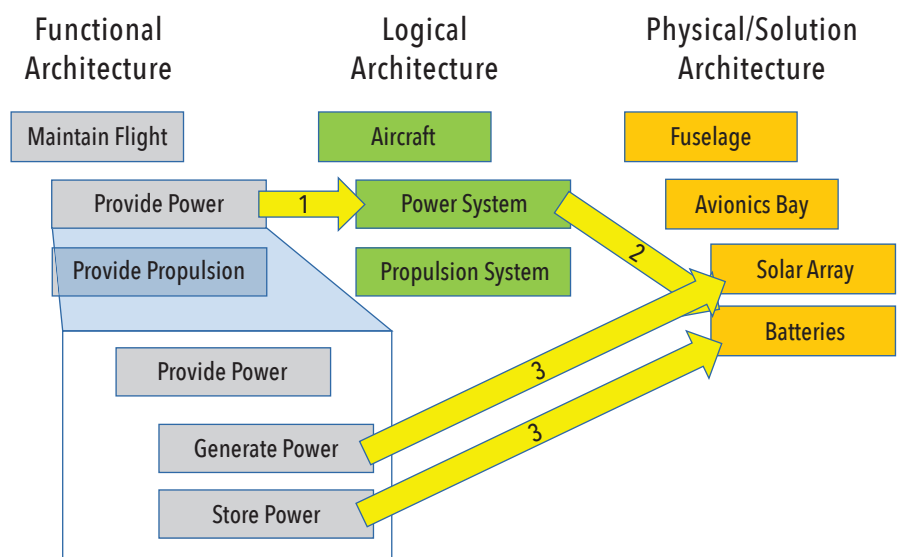 Functional
Architecture
Logical
Architecture
Physical/Solution
Architecture
Maintain Flight
Aircraft
Fuselage
Provide Power
1
Power System
Avionics Bay
Provide Propulsion
Propulsion System
2
Solar Array
Batteries
Provide Power
3
Generate Power
3
Store Power